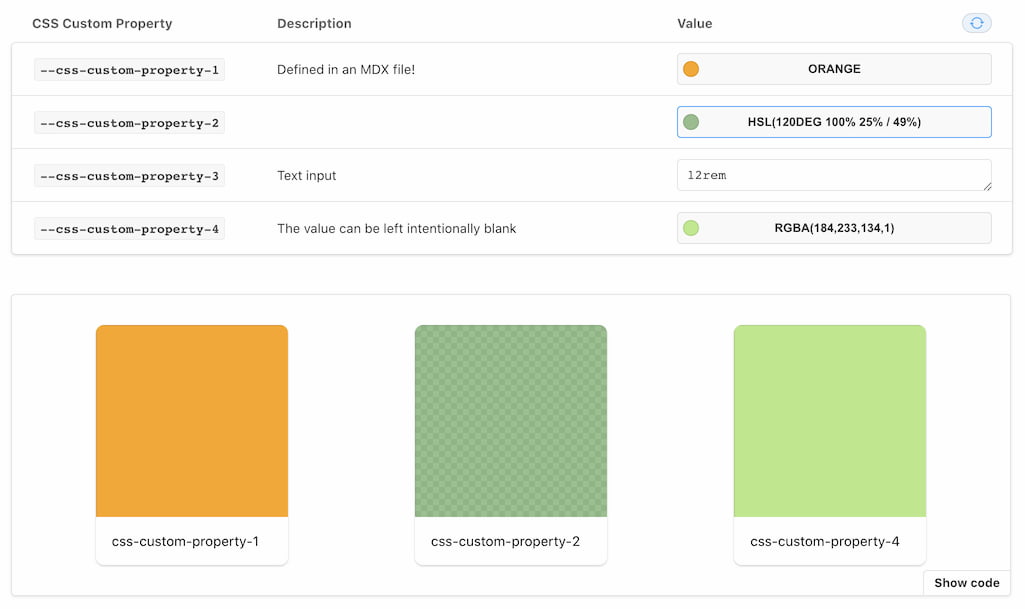 CSS Custom Property Description Value
--css-custom-property-1 Defined in an MDX file! ORANGE
--css-custom-property-2 HSL(120DEG 100% 25% / 49%)
--css-custom-property-3 Text input 12rem
--css-custom-property-4 The value can be left intentionally blank RGBA(184,233,134,1)
css-custom-property-1 css-custom-property-2 css-custom-property-4
Show code